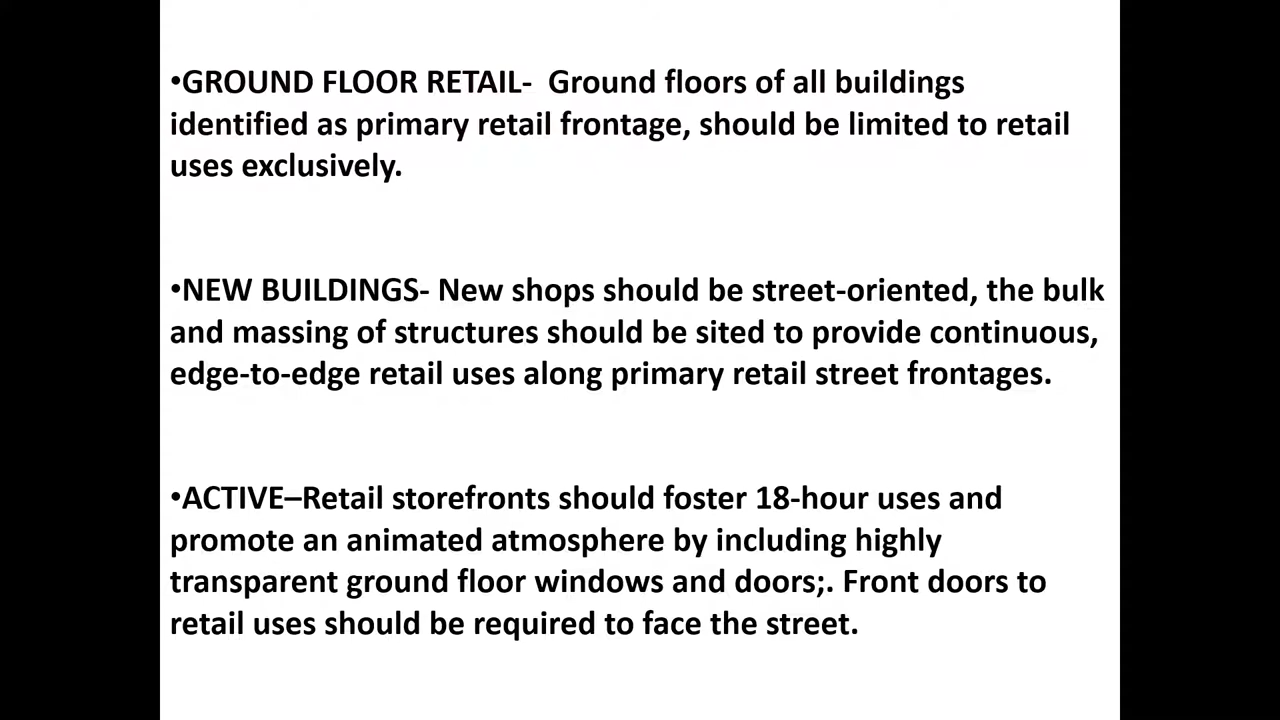 •GROUND FLOOR RETAIL-  Ground floors of all buildings
identified as primary retail frontage, should be limited to retail
uses exclusively.
•NEW BUILDINGS- New shops should be street-oriented, the bulk
and massing of structures should be sited to provide continuous,
edge-to-edge retail uses along primary retail street frontages.
•ACTIVE–Retail storefronts should foster 18-hour uses and
promote an animated atmosphere by including highly
transparent ground floor windows and doors;. Front doors to
retail uses should be required to face the street.